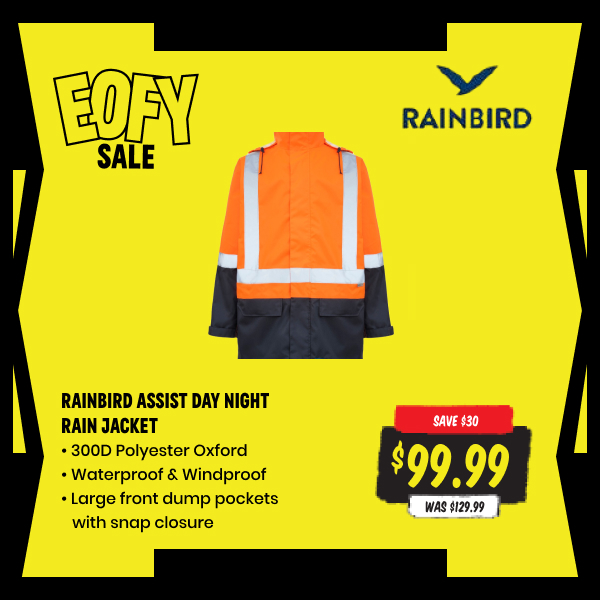 EOFY
SALE
RAINBIRD
RAINBIRD ASSIST DAY NIGHT
RAIN JACKET
• 300D Polyester Oxford
• Waterproof & Windproof
• Large front dump pockets
with snap closure
SAVE $30
$99.99
WAS $129.99